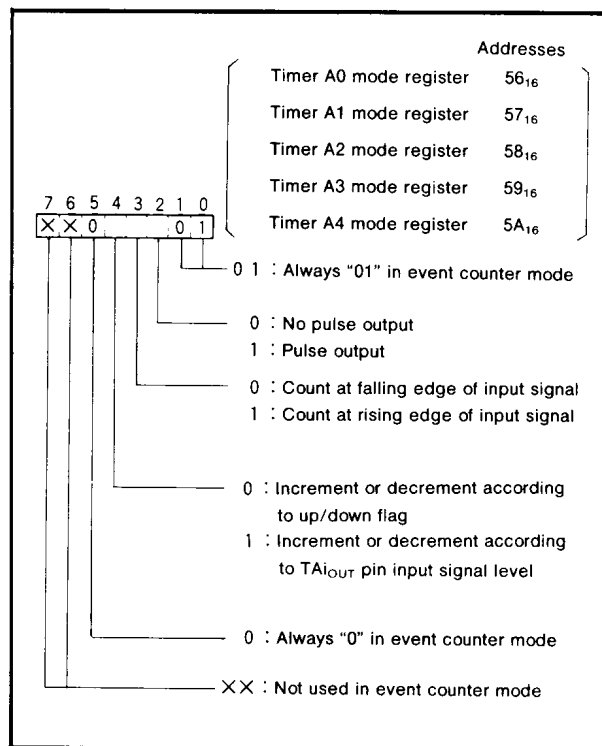 Addresses
Timer A0 mode register 56₁₆
Timer A1 mode register 57₁₆
Timer A2 mode register 58₁₆
Timer A3 mode register 59₁₆
Timer A4 mode register 5A₁₆
7 6 5 4 3 2 1 0
× × 0 0 1
0 1 : Always "01" in event counter mode
0 : No pulse output
1 : Pulse output
0 : Count at falling edge of input signal
1 : Count at rising edge of input signal
0 : Increment or decrement according
to up/down flag
1 : Increment or decrement according
to TAiOUT pin input signal level
0 : Always "0" in event counter mode
×× : Not used in event counter mode